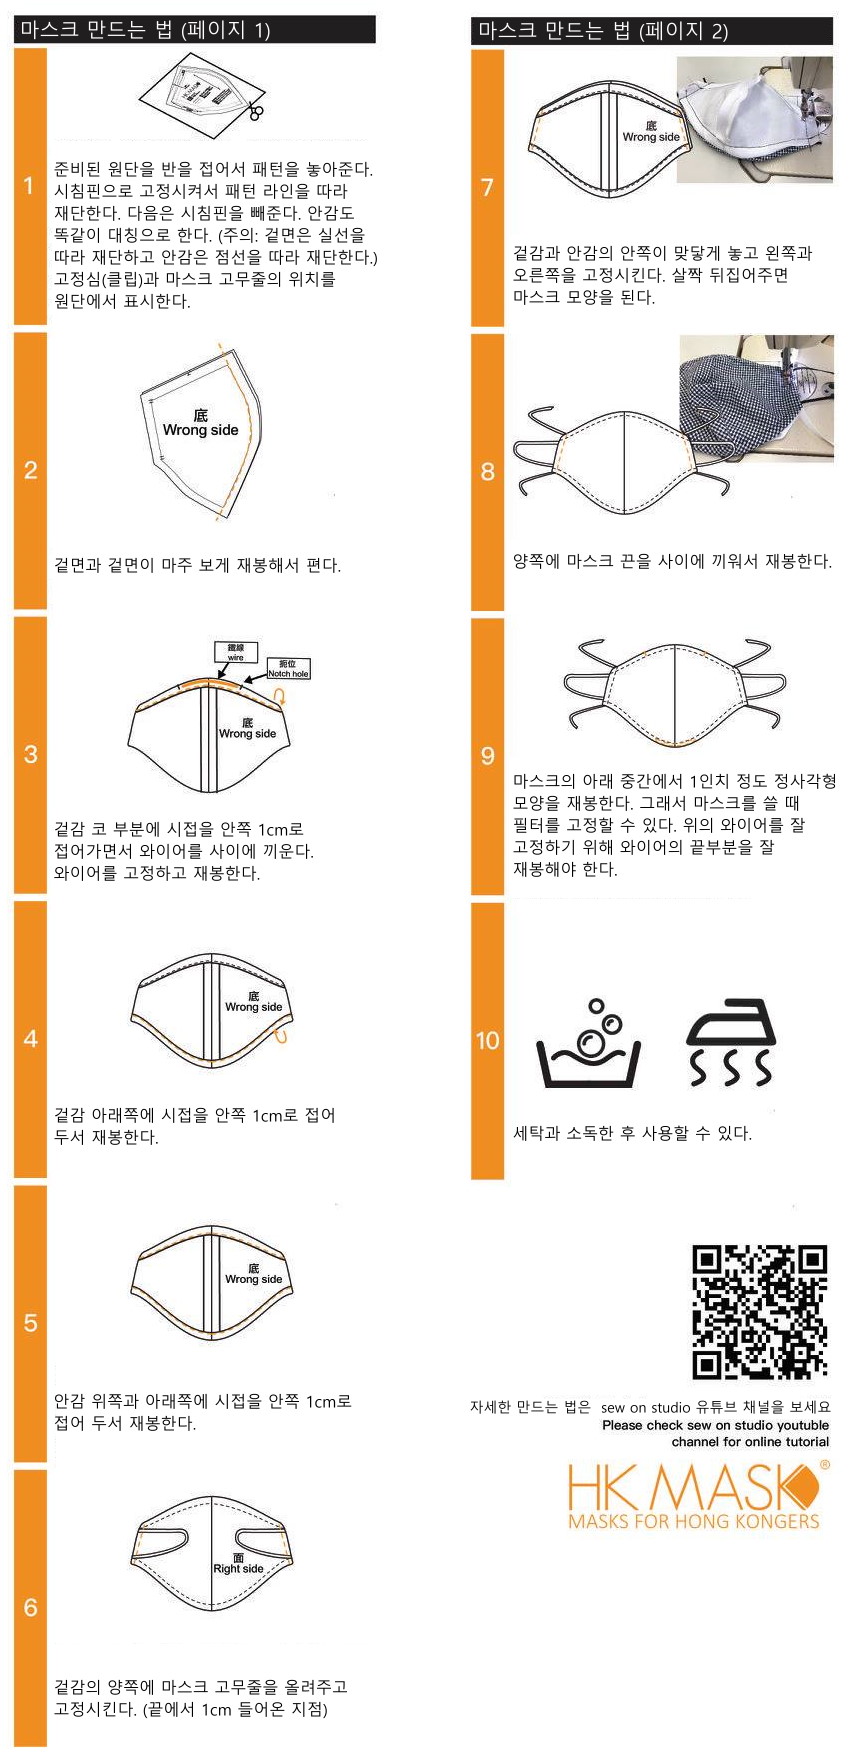 마스크 만드는 법 (페이지 1)
1
HK MASK
준비된 원단을 반을 접어서 패턴을 놓아준다.
시침핀으로 고정시켜서 패턴 라인을 따라
재단한다. 다음은 시침핀을 빼준다. 안감도
똑같이 대칭으로 한다. (주의: 겉면은 실선을
따라 재단하고 안감은 점선을 따라 재단한다.)
고정심(클립)과 마스크 고무줄의 위치를
원단에서 표시한다.
2
底
Wrong side
겉면과 겉면이 마주 보게 재봉해서 편다.
3
鐵線
wire
扼位
Notch hole
底
Wrong side
겉감 코 부분에 시접을 안쪽 1cm로
접어가면서 와이어를 사이에 끼운다.
와이어를 고정하고 재봉한다.
4
底
Wrong side
겉감 아래쪽에 시접을 안쪽 1cm로 접어
두서 재봉한다.
5
底
Wrong side
안감 위쪽과 아래쪽에 시접을 안쪽 1cm로
접어 두서 재봉한다.
6
面
Right side
겉감의 양쪽에 마스크 고무줄을 올려주고
고정시킨다. (끝에서 1cm 들어온 지점)
마스크 만드는 법 (페이지 2)
7
底
Wrong side
겉감과 안감의 안쪽이 맞닿게 놓고 왼쪽과
오른쪽을 고정시킨다. 살짝 뒤집어주면
마스크 모양을 된다.
8
양쪽에 마스크 끈을 사이에 끼워서 재봉한다.
9
마스크의 아래 중간에서 1인치 정도 정사각형
모양을 재봉한다. 그래서 마스크를 쓸 때
필터를 고정할 수 있다. 위의 와이어를 잘
고정하기 위해 와이어의 끝부분을 잘
재봉해야 한다.
10
세탁과 소독한 후 사용할 수 있다.
자세한 만드는 법은 sew on studio 유튜브 채널을 보세요
Please check sew on studio youtuble
channel for online tutorial
HK MASK®
MASKS FOR HONG KONGERS